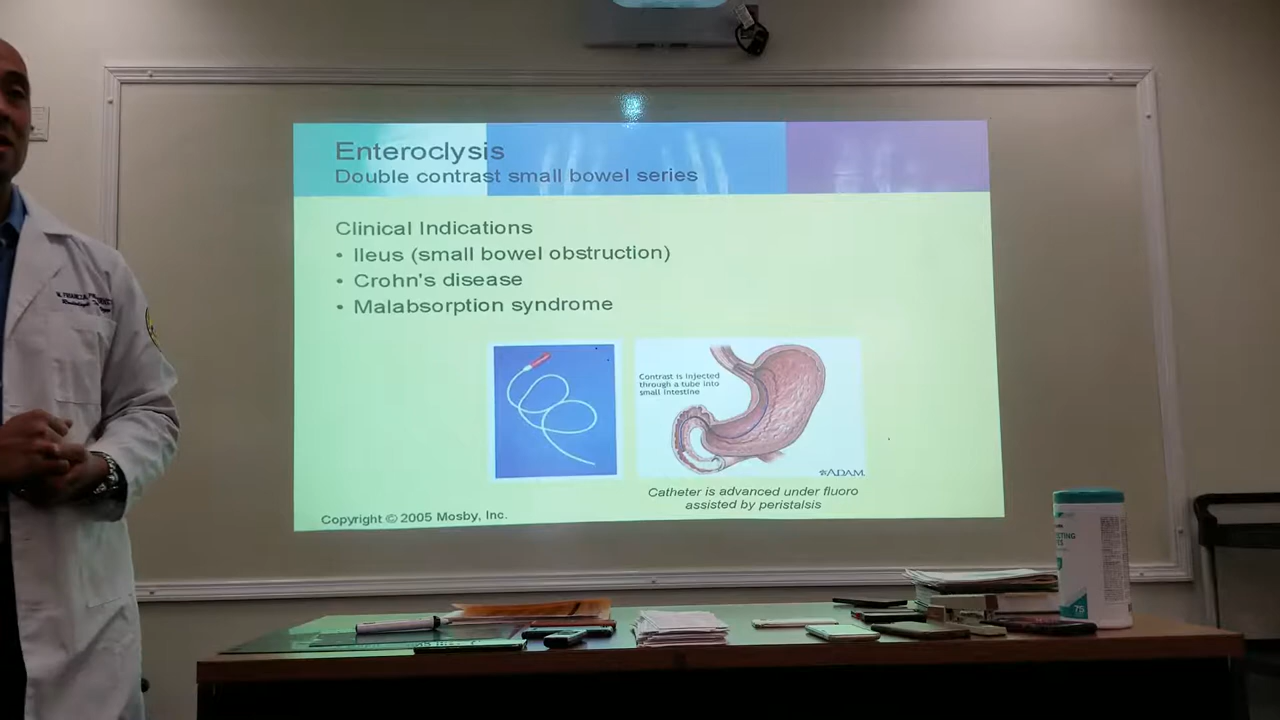 Enteroclysis
Double contrast small bowel series
Clinical Indications
• Ileus (small bowel obstruction)
• Crohn's disease
• Malabsorption syndrome
Contrast is injected
through a tube into
small intestine
ADAM.
Catheter is advanced under fluoro
assisted by peristalsis
Copyright © 2005 Mosby, Inc.
75